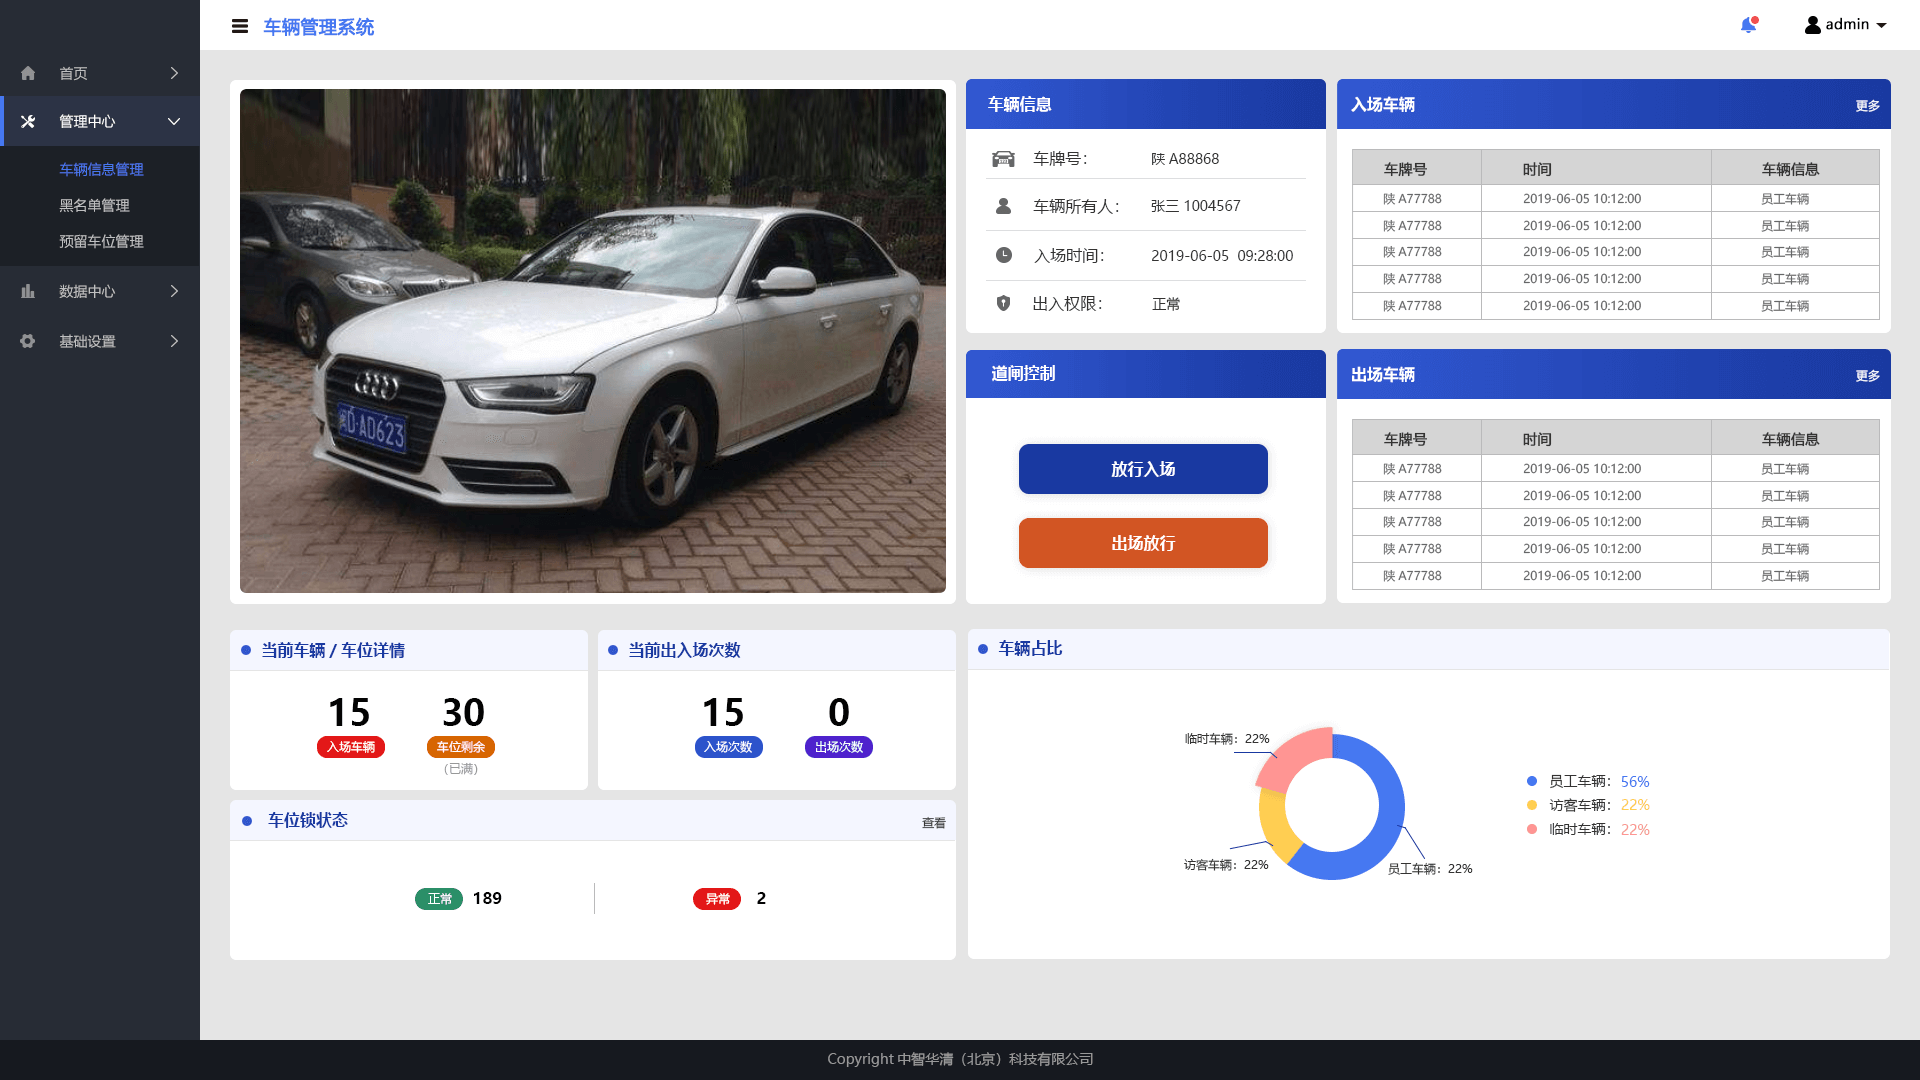 车辆管理系统
admin
首页
管理中心
车辆信息管理
黑名单管理
预留车位管理
数据中心
基础设置
D·AD623
车辆信息
车牌号： 陕 A88868
车辆所有人： 张三 1004567
入场时间： 2019-06-05 09:28:00
出入权限： 正常
道闸控制
放行入场
出场放行
入场车辆 更多
车牌号 时间 车辆信息
陕 A77788 2019-06-05 10:12:00 员工车辆
陕 A77788 2019-06-05 10:12:00 员工车辆
陕 A77788 2019-06-05 10:12:00 员工车辆
陕 A77788 2019-06-05 10:12:00 员工车辆
陕 A77788 2019-06-05 10:12:00 员工车辆
出场车辆 更多
车牌号 时间 车辆信息
陕 A77788 2019-06-05 10:12:00 员工车辆
陕 A77788 2019-06-05 10:12:00 员工车辆
陕 A77788 2019-06-05 10:12:00 员工车辆
陕 A77788 2019-06-05 10:12:00 员工车辆
陕 A77788 2019-06-05 10:12:00 员工车辆
当前车辆 / 车位详情
15 30
入场车辆 车位剩余
（已满）
当前出入场次数
15 0
入场次数 出场次数
车位锁状态 查看
正常 189
异常 2
车辆占比
临时车辆：22%
访客车辆：22%
员工车辆：22%
员工车辆：56%
访客车辆：22%
临时车辆：22%
Copyright 中智华清（北京）科技有限公司